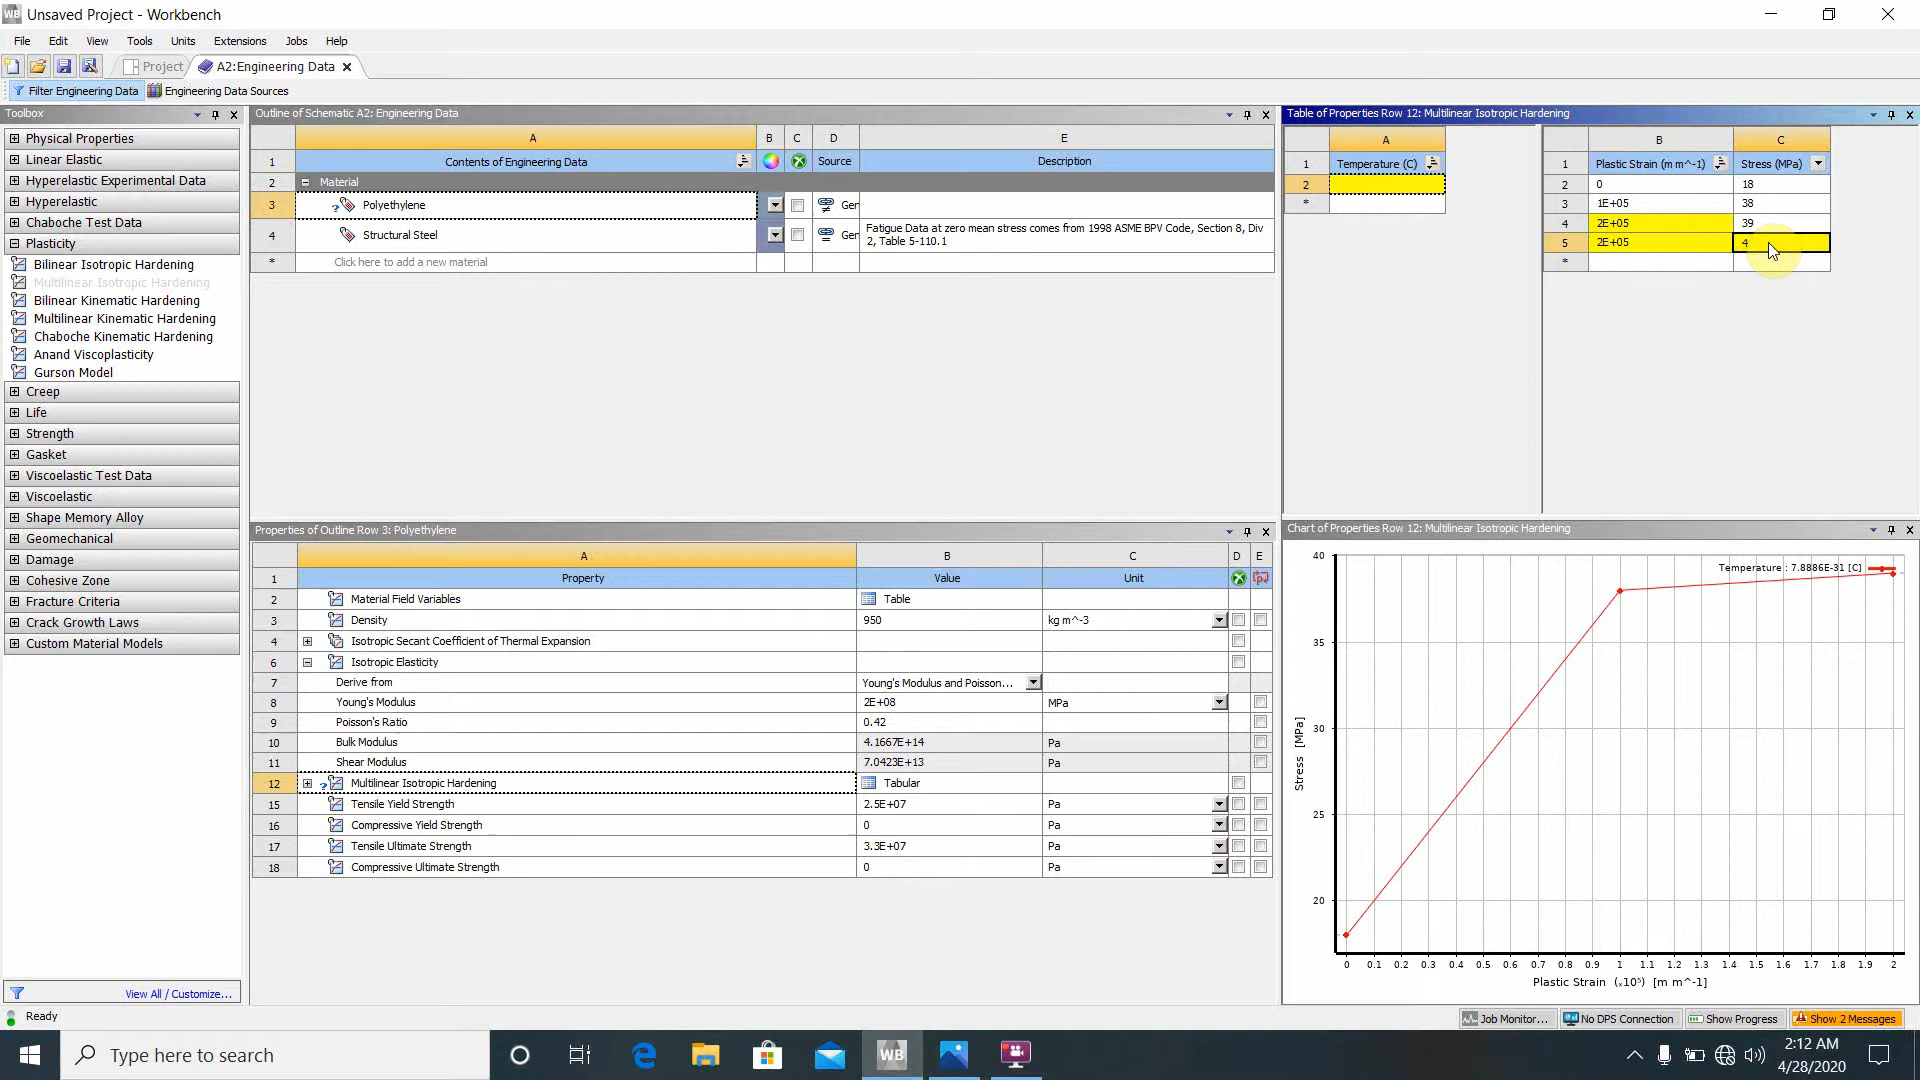 Unsaved Project - Workbench
File Edit View Tools Units Extensions Jobs Help
Project A2:Engineering Data
Filter Engineering Data Engineering Data Sources
Toolbox
Physical Properties
Linear Elastic
Hyperelastic Experimental Data
Hyperelastic
Chaboche Test Data
Plasticity
Bilinear Isotropic Hardening
Multilinear Isotropic Hardening
Bilinear Kinematic Hardening
Multilinear Kinematic Hardening
Chaboche Kinematic Hardening
Anand Viscoplasticity
Gurson Model
Creep
Life
Strength
Gasket
Viscoelastic Test Data
Viscoelastic
Shape Memory Alloy
Geomechanical
Damage
Cohesive Zone
Fracture Criteria
Crack Growth Laws
Custom Material Models
View All / Customize...
Outline of Schematic A2: Engineering Data
A B C D E
1 Contents of Engineering Data Source Description
2 Material
3 Polyethylene Ger
4 Structural Steel Ger Fatigue Data at zero mean stress comes from 1998 ASME BPV Code, Section 8, Div
2, Table 5-110.1
* Click here to add a new material
Properties of Outline Row 3: Polyethylene
A B C D E
1 Property Value Unit
2 Material Field Variables Table
3 Density 950 kg m^-3
4 Isotropic Secant Coefficient of Thermal Expansion
6 Isotropic Elasticity
7 Derive from Young's Modulus and Poisson...
8 Young's Modulus 2E+08 MPa
9 Poisson's Ratio 0.42
10 Bulk Modulus 4.1667E+14 Pa
11 Shear Modulus 7.0423E+13 Pa
12 Multilinear Isotropic Hardening Tabular
15 Tensile Yield Strength 2.5E+07 Pa
16 Compressive Yield Strength 0 Pa
17 Tensile Ultimate Strength 3.3E+07 Pa
18 Compressive Ultimate Strength 0 Pa
Table of Properties Row 12: Multilinear Isotropic Hardening
A
1 Temperature (C)
2
*
B C
1 Plastic Strain (m m^-1) Stress (MPa)
2 0 18
3 1E+05 38
4 2E+05 39
5 2E+05 4
*
Chart of Properties Row 12: Multilinear Isotropic Hardening
Temperature : 7.8886E-31 [C]
40
35
30
25
20
Stress [MPa]
0 0.1 0.2 0.3 0.4 0.5 0.6 0.7 0.8 0.9 1 1.1 1.2 1.3 1.4 1.5 1.6 1.7 1.8 1.9 2
Plastic Strain (x10⁵) [m m^-1]
Ready
Job Monitor... No DPS Connection Show Progress Show 2 Messages
Type here to search
WB
2:12 AM
4/28/2020